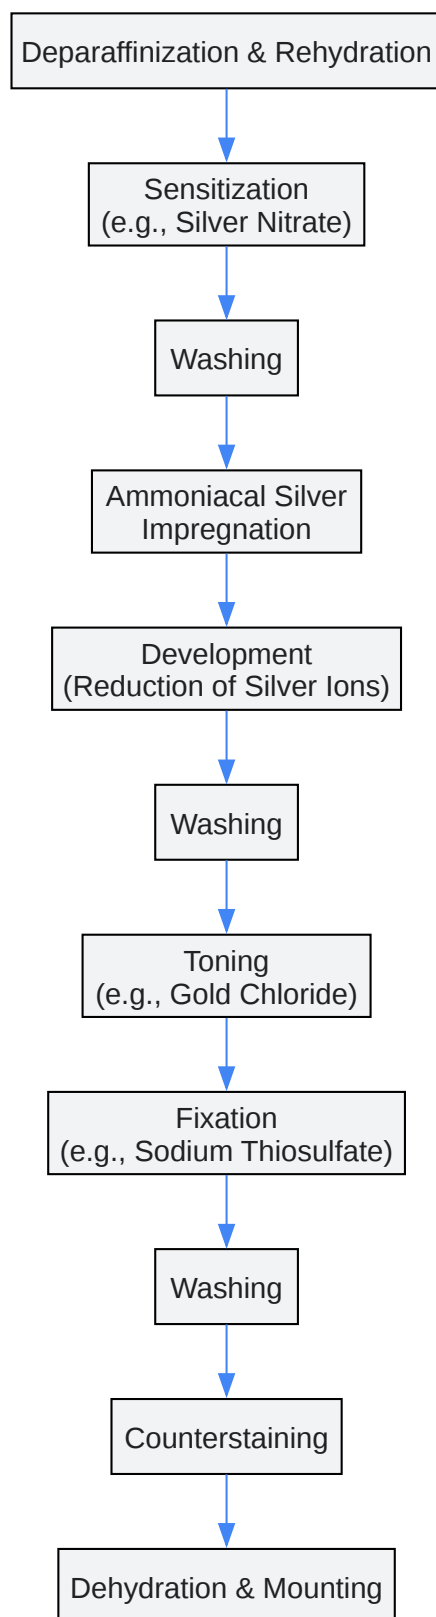 Deparaffinization & Rehydration
Sensitization
(e.g., Silver Nitrate)
Washing
Ammoniacal Silver
Impregnation
Development
(Reduction of Silver Ions)
Washing
Toning
(e.g., Gold Chloride)
Fixation
(e.g., Sodium Thiosulfate)
Washing
Counterstaining
Dehydration & Mounting